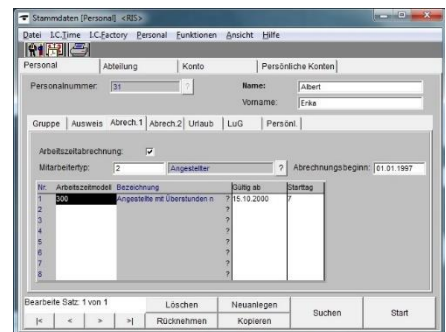 Stammdaten [Personal] <RIS>
Datei I.C.Time I.C.Factory Personal Funktionen Ansicht Hilfe
Personal Abteilung Konto Persönliche Konten
Personalnummer: 31 ? Name: Albert
Vorname: Erika
Gruppe Ausweis Abrech.1 Abrech.2 Urlaub LuG Persönl.
Arbeitszeitabrechnung:
Mitarbeitertyp: 2 Angestellter ? Abrechnungsbeginn: 01.01.1997
Nr. Arbeitszeitmodell Bezeichnung Gültig ab Starttag
1 300 Angestellte mit Überstunden n ? 15.10.2000 7
2 ?
3 ?
4 ?
5 ?
6 ?
7 ?
8 ?
Bearbeite Satz: 1 von 1 Löschen Neuanlegen Suchen Start
|< < > >| Rücknehmen Kopieren